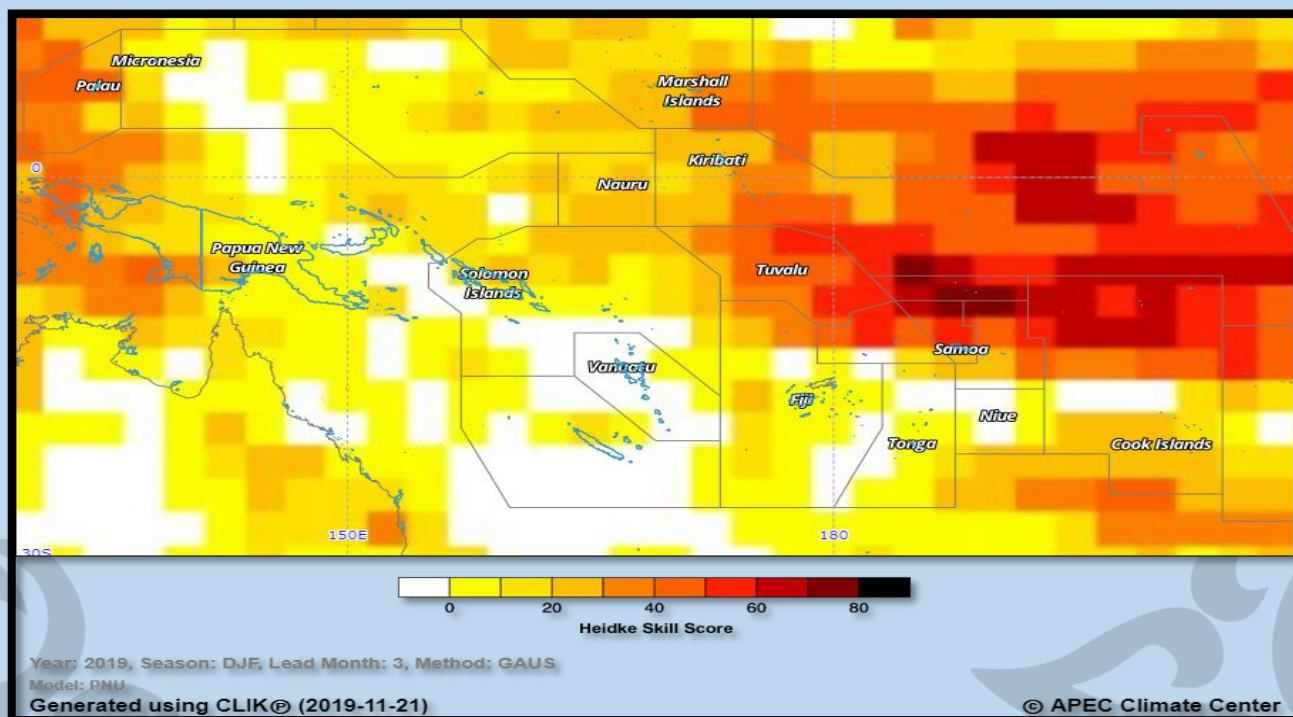 Micronesia
Palau
Marshall
Islands
0
Kiribati
Nauru
Papua New
Guinea
Solomon
Islands
Tuvalu
Vanuatu
Samoa
Fiji
Niue
Tonga
Cook Islands
150E
180
30S
0 20 40 60 80
Heidke Skill Score
Year: 2019, Season: DJF, Lead Month: 3, Method: GAUS
Model: PNU
Generated using CLIK℗ (2019-11-21)
© APEC Climate Center